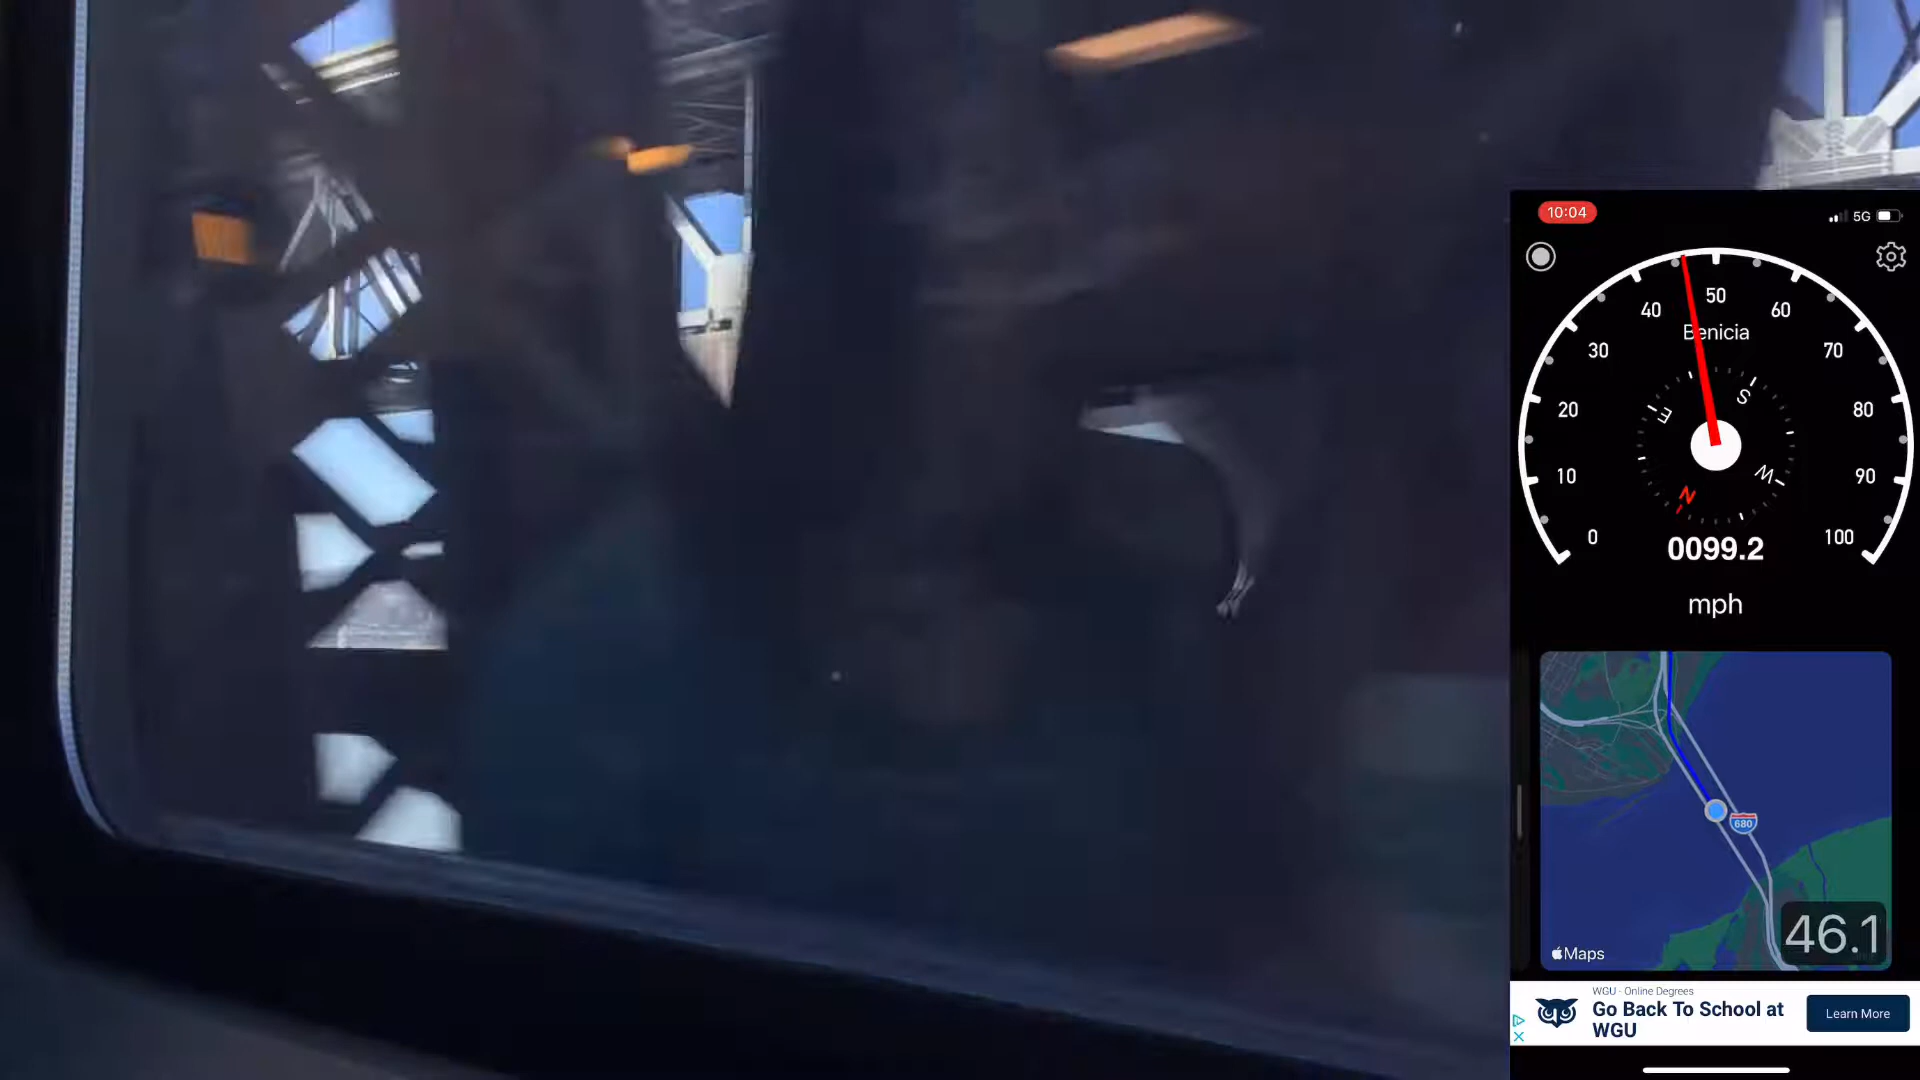 10:04
5G
50
40
60
Benicia
30
70
S
E
20
80
W
10
90
N
0
100
0099.2
mph
680
46.1
Maps
WGU - Online Degrees
Go Back To School at
WGU
Learn More